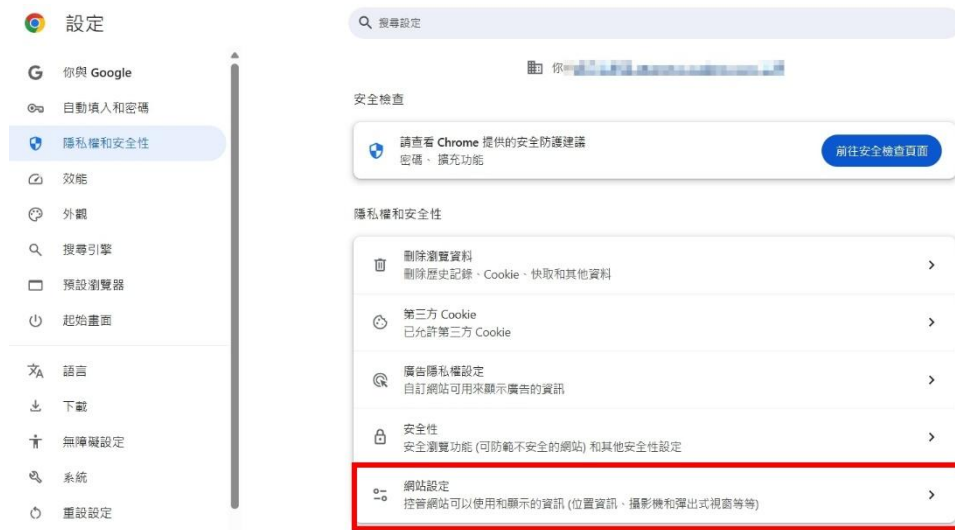 設定
搜尋設定
你與 Google
自動填入和密碼
隱私權和安全性
效能
外觀
搜尋引擎
預設瀏覽器
起始畫面
語言
下載
無障礙設定
系統
重設設定
你
安全檢查
請查看 Chrome 提供的安全防護建議
密碼、 擴充功能
前往安全檢查頁面
隱私權和安全性
刪除瀏覽資料
刪除歷史記錄、Cookie、快取和其他資料
第三方 Cookie
已允許第三方 Cookie
廣告隱私權設定
自訂網站可用來顯示廣告的資訊
安全性
安全瀏覽功能 (可防範不安全的網站) 和其他安全性設定
網站設定
控管網站可以使用和顯示的資訊 (位置資訊、攝影機和彈出式視窗等等)